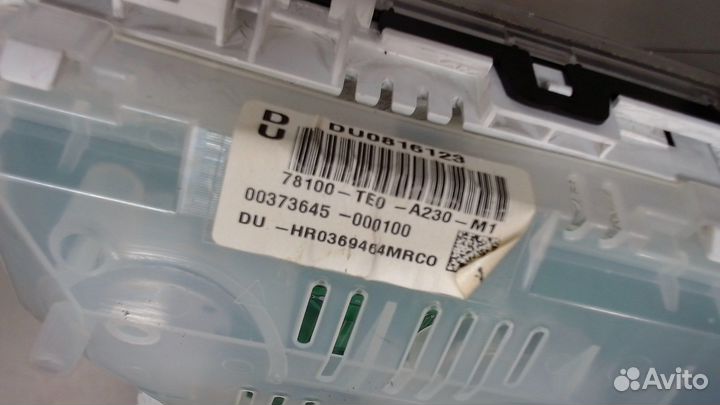 DU
DU0816123
78100-TE0-A230-M1
00373645-000100
DU -HR0369464MRC0
Avito